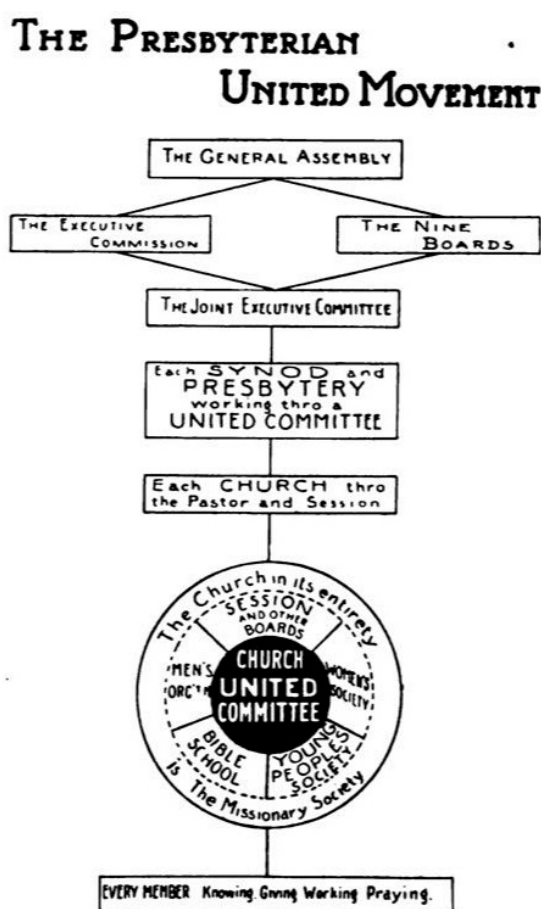 THE PRESBYTERIAN
UNITED MOVEMENT
THE GENERAL ASSEMBLY
THE EXECUTIVE
COMMISSION
THE NINE
BOARDS
THE JOINT EXECUTIVE COMMITTEE
Each SYNOD and
PRESBYTERY
working thro a
UNITED COMMITTEE
Each CHURCH thro
the Pastor and Session
The Church in its entirety
SESSION
AND OTHER
BOARDS
MEN'S
ORG'N
CHURCH
UNITED
COMMITTEE
WOMEN'S
SOCIETY
BIBLE
SCHOOL
YOUNG
PEOPLES
SOCIETY
is The Missionary Society
EVERY MEMBER Knowing. Giving Working Praying.